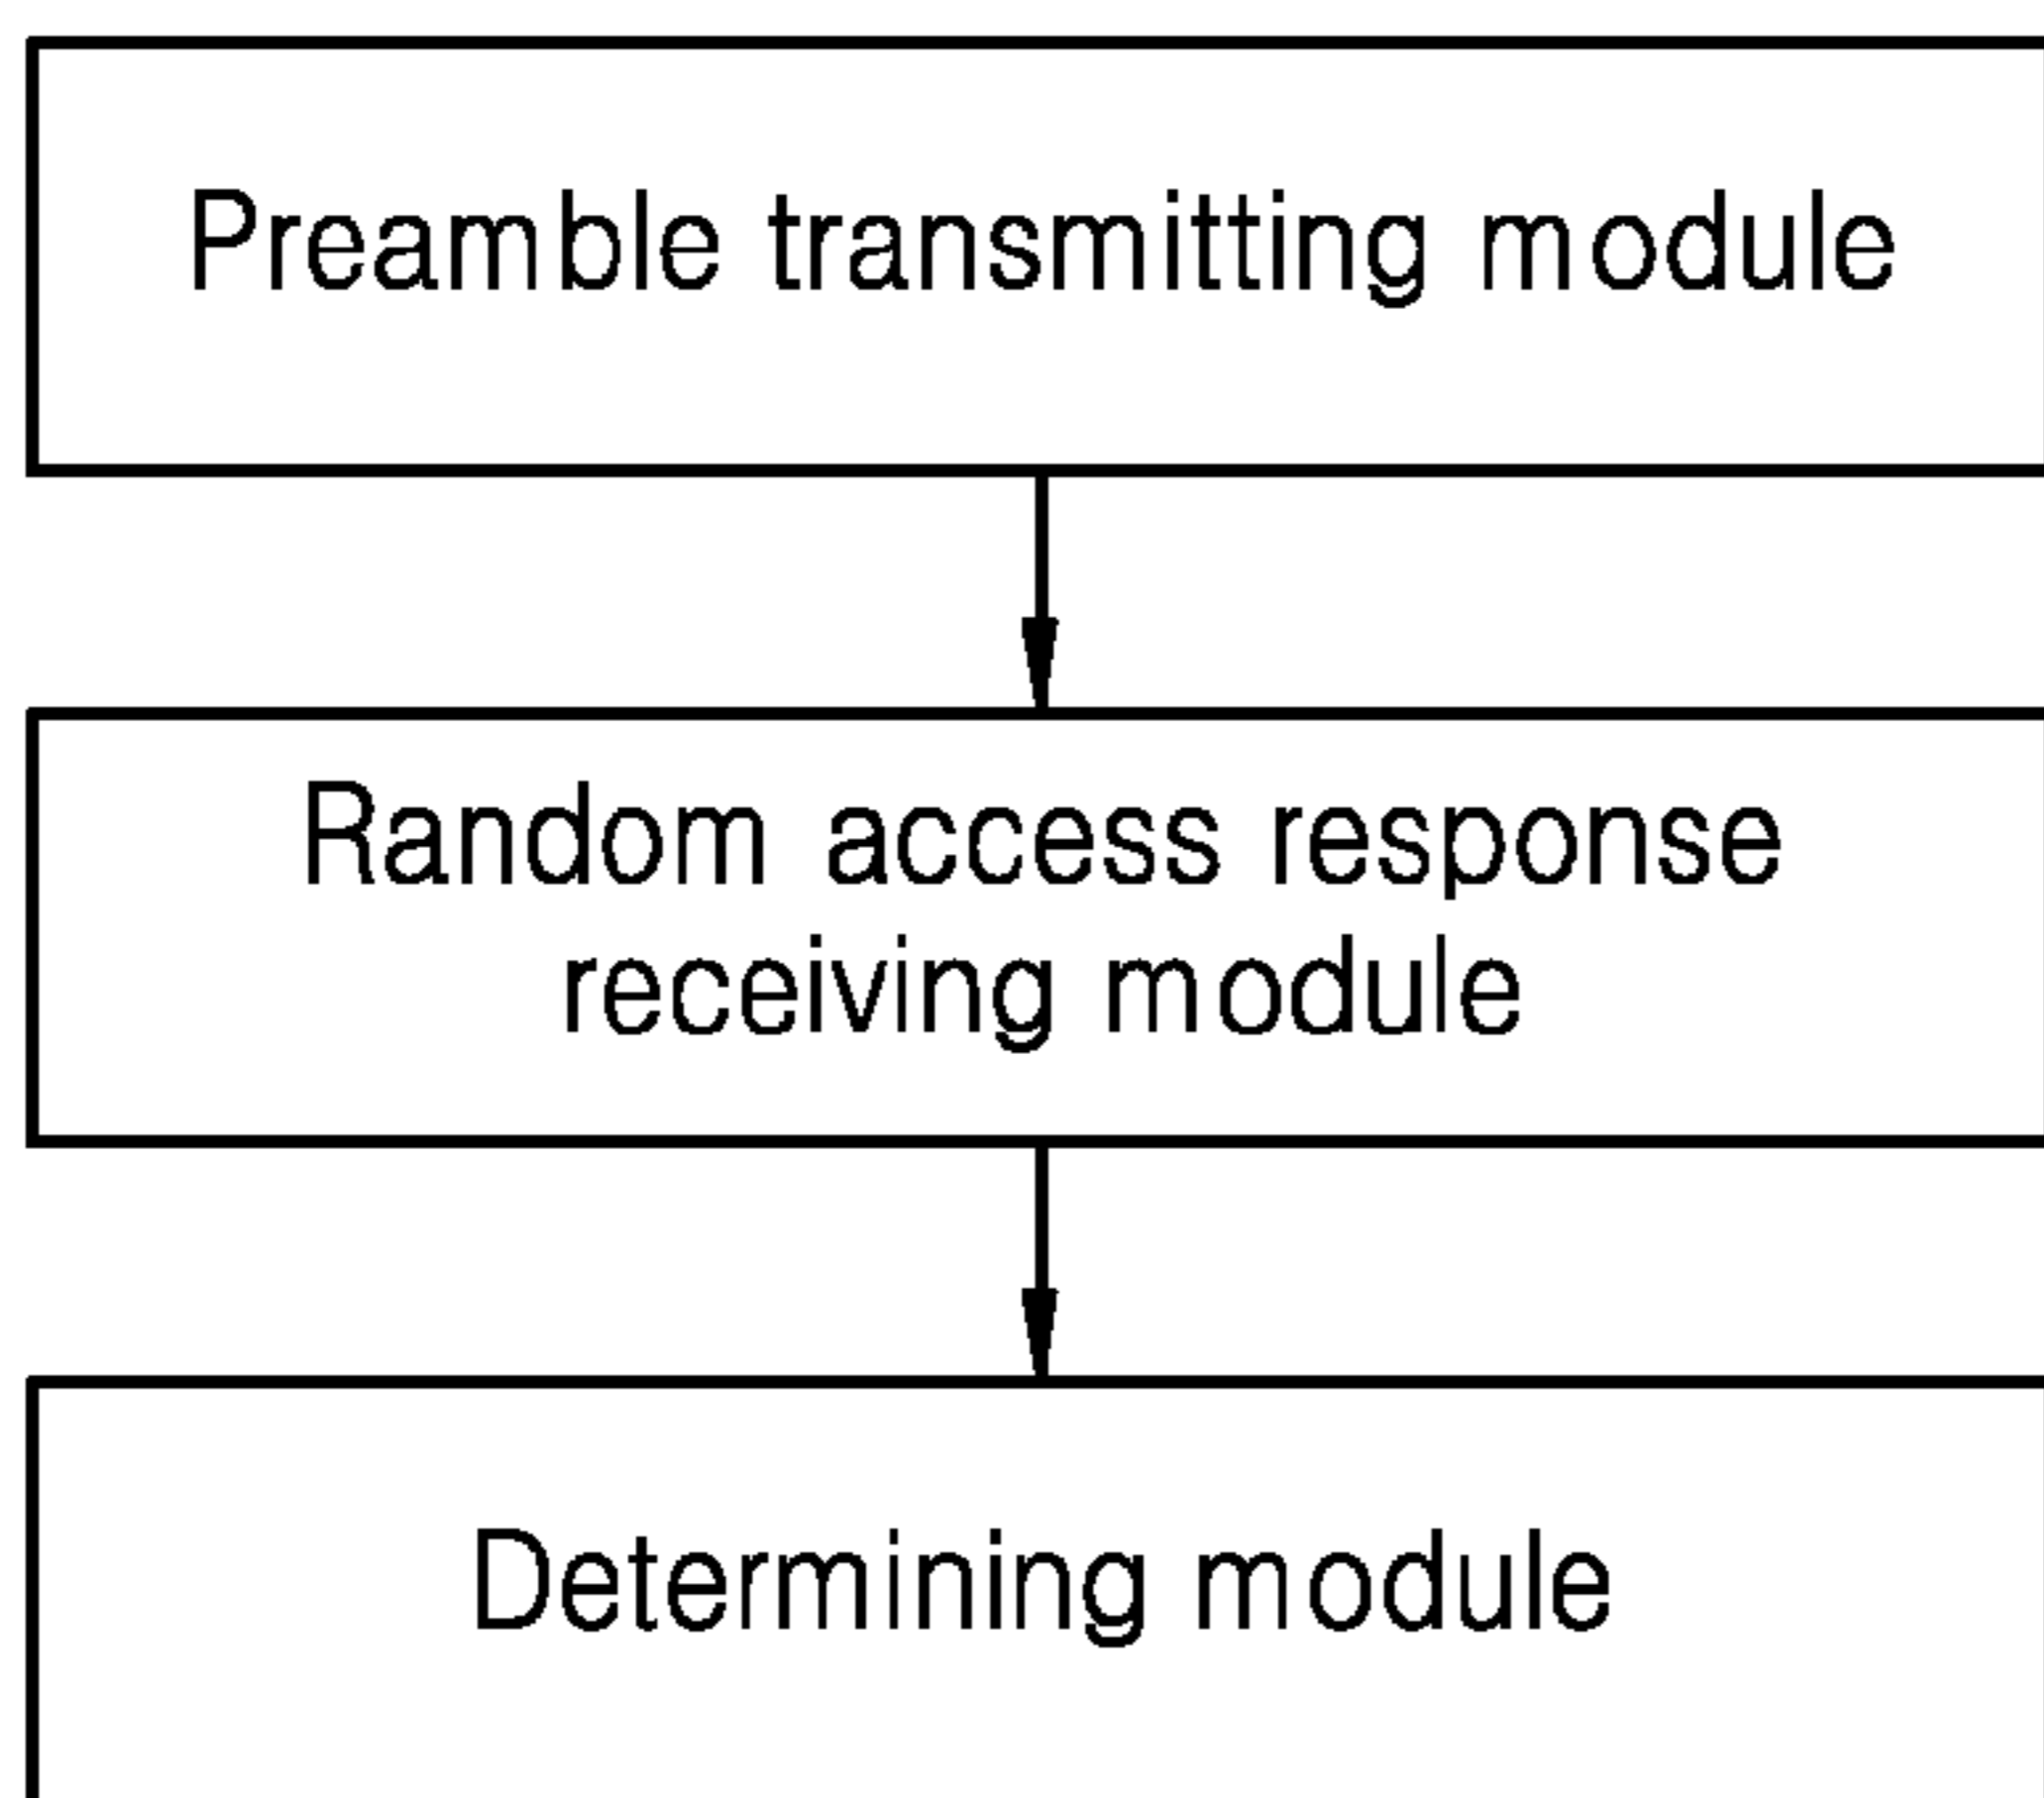 Preamble transmitting module
Random access response
receiving module
Determining module